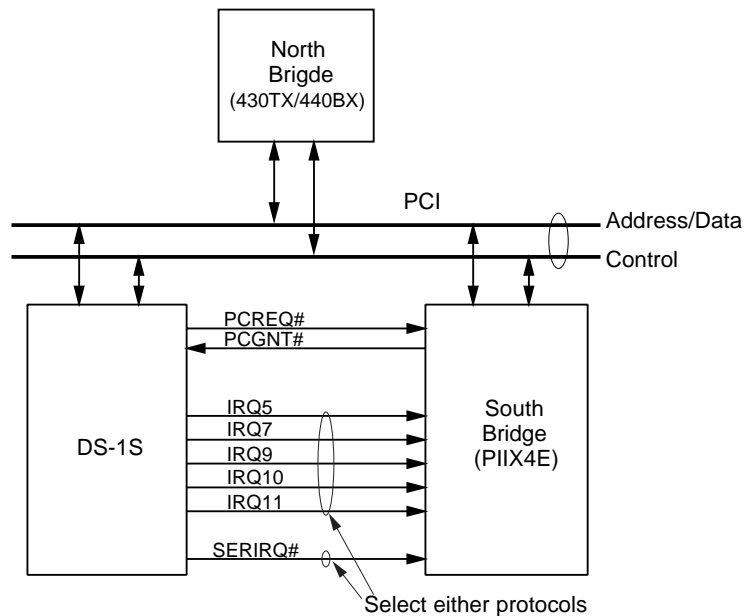 North
Brigde
(430TX/440BX)
PCI
Address/Data
Control
PCREQ#
PCGNT#
IRQ5
IRQ7
IRQ9
IRQ10
IRQ11
SERIRQ#
DS-1S
South
Bridge
(PIIX4E)
Select either protocols